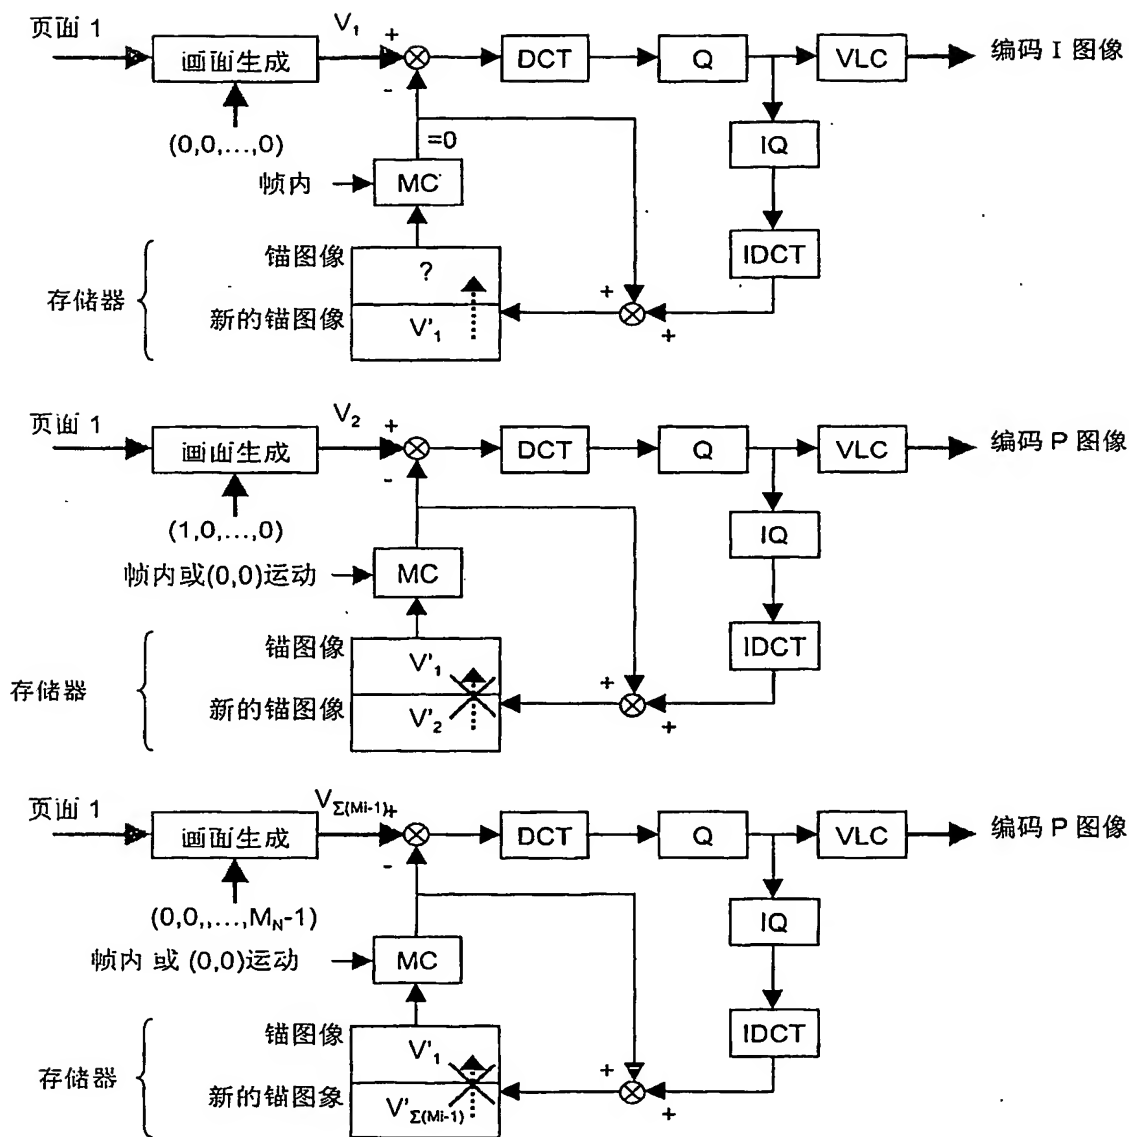 页面 1
画面生成
V₁
+
-
DCT
Q
VLC
编码 I 图像
(0,0,...,0)
=0
帧内
MC
IQ
IDCT
存储器
锚图像
?
新的锚图像
V'₁
+
+
页面 1
画面生成
V₂
+
-
DCT
Q
VLC
编码 P 图像
(1,0,...,0)
帧内或(0,0)运动
MC
IQ
IDCT
存储器
锚图像
V'₁
新的锚图像
V'₂
+
+
页面 1
画面生成
V_Σ(Mi-1)
+
-
DCT
Q
VLC
编码 P 图像
(0,0,,...,M_N-1)
帧内 或 (0,0)运动
MC
IQ
IDCT
存储器
锚图像
V'₁
新的锚图象
V'_Σ(Mi-1)
+
+